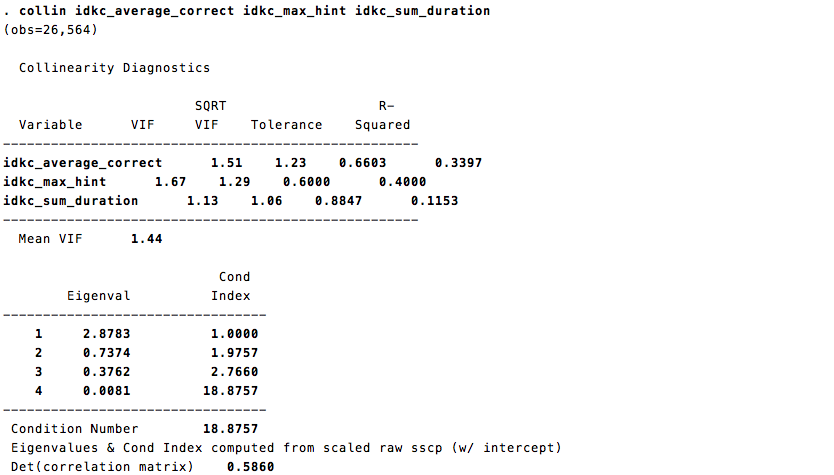 . collin idkc_average_correct idkc_max_hint idkc_sum_duration
(obs=26,564)
Collinearity Diagnostics
SQRT R-
Variable VIF VIF Tolerance Squared
----------------------------------------------------
idkc_average_correct 1.51 1.23 0.6603 0.3397
idkc_max_hint 1.67 1.29 0.6000 0.4000
idkc_sum_duration 1.13 1.06 0.8847 0.1153
----------------------------------------------------
Mean VIF 1.44
Cond
Eigenval Index
---------------------------------
1 2.8783 1.0000
2 0.7374 1.9757
3 0.3762 2.7660
4 0.0081 18.8757
---------------------------------
Condition Number 18.8757
Eigenvalues & Cond Index computed from scaled raw sscp (w/ intercept)
Det(correlation matrix) 0.5860